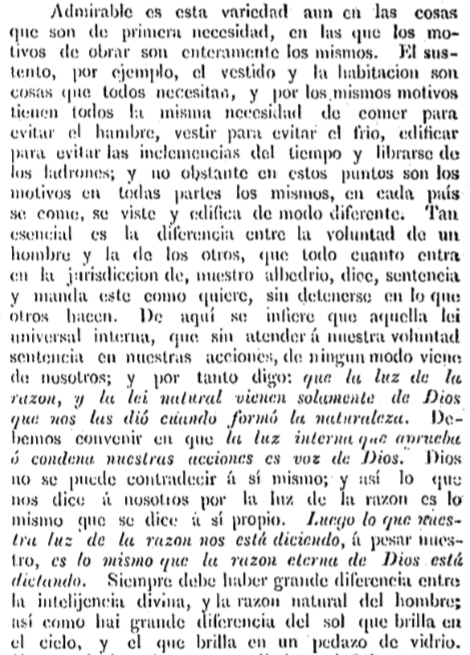 Admirable es esta variedad aun en las cosas
que son de primera necesidad, en las que los mo-
tivos de obrar son enteramente los mismos. El sus-
tento, por ejemplo, el vestido y la habitacion son
cosas que todos necesitan, y por los mismos motivos
tienen todos la misma necesidad de comer para
evitar el hambre, vestir para evitar el frio, edificar
para evitar las inclemencias del tiempo y librarse de
los ladrones; y no obstante en estos puntos son los
motivos en todas partes los mismos, en cada país
se come, se viste y edifica de modo diferente. Tan
esencial es la diferencia entre la voluntad de un
hombre y la de los otros, que todo cuanto entra
en la jurisdiccion de, nuestro albedrio, dice, sentencia
y manda este como quiere, sin detenerse en lo que
otros hacen. De aquí se infiere que aquella lei
universal interna, que sin atender á nuestra voluntad
sentencia en nuestras acciones, de ningun modo viene
de nosotros; y por tanto digo: que la luz de la
razon, y la lei natural vienen solamente de Dios
que nos las dió cuando formó la naturaleza. De-
bemos convenir en que la luz interna que aprueba
ó condena nuestras acciones es voz de Dios. Dios
no se puede contradecir á sí mismo; y así lo que
nos dice á nosotros por la luz de la razon es lo
mismo que se dice á sí propio. Luego lo que nues-
tra luz de la razon nos está diciendo, á pesar nues-
tro, es lo mismo que la razon eterna de Dios está
dictando. Siempre debe haber grande diferencia entre
la intelijencia divina, y la razon natural del hombre;
así como hai grande diferencia del sol que brilla en
el cielo, y el que brilla en un pedazo de vidrio.